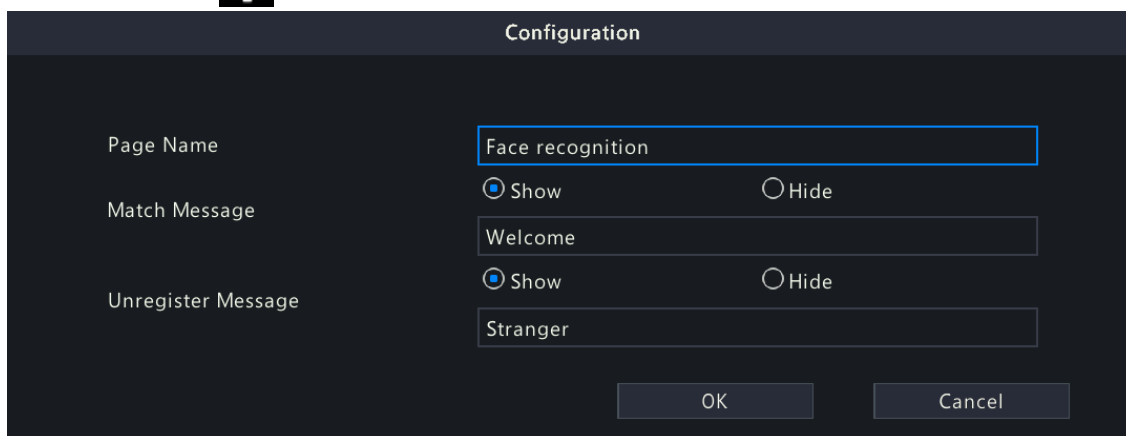 Configuration
Page Name
Face recognition
Show Hide
Match Message
Welcome
Show Hide
Unregister Message
Stranger
OK Cancel